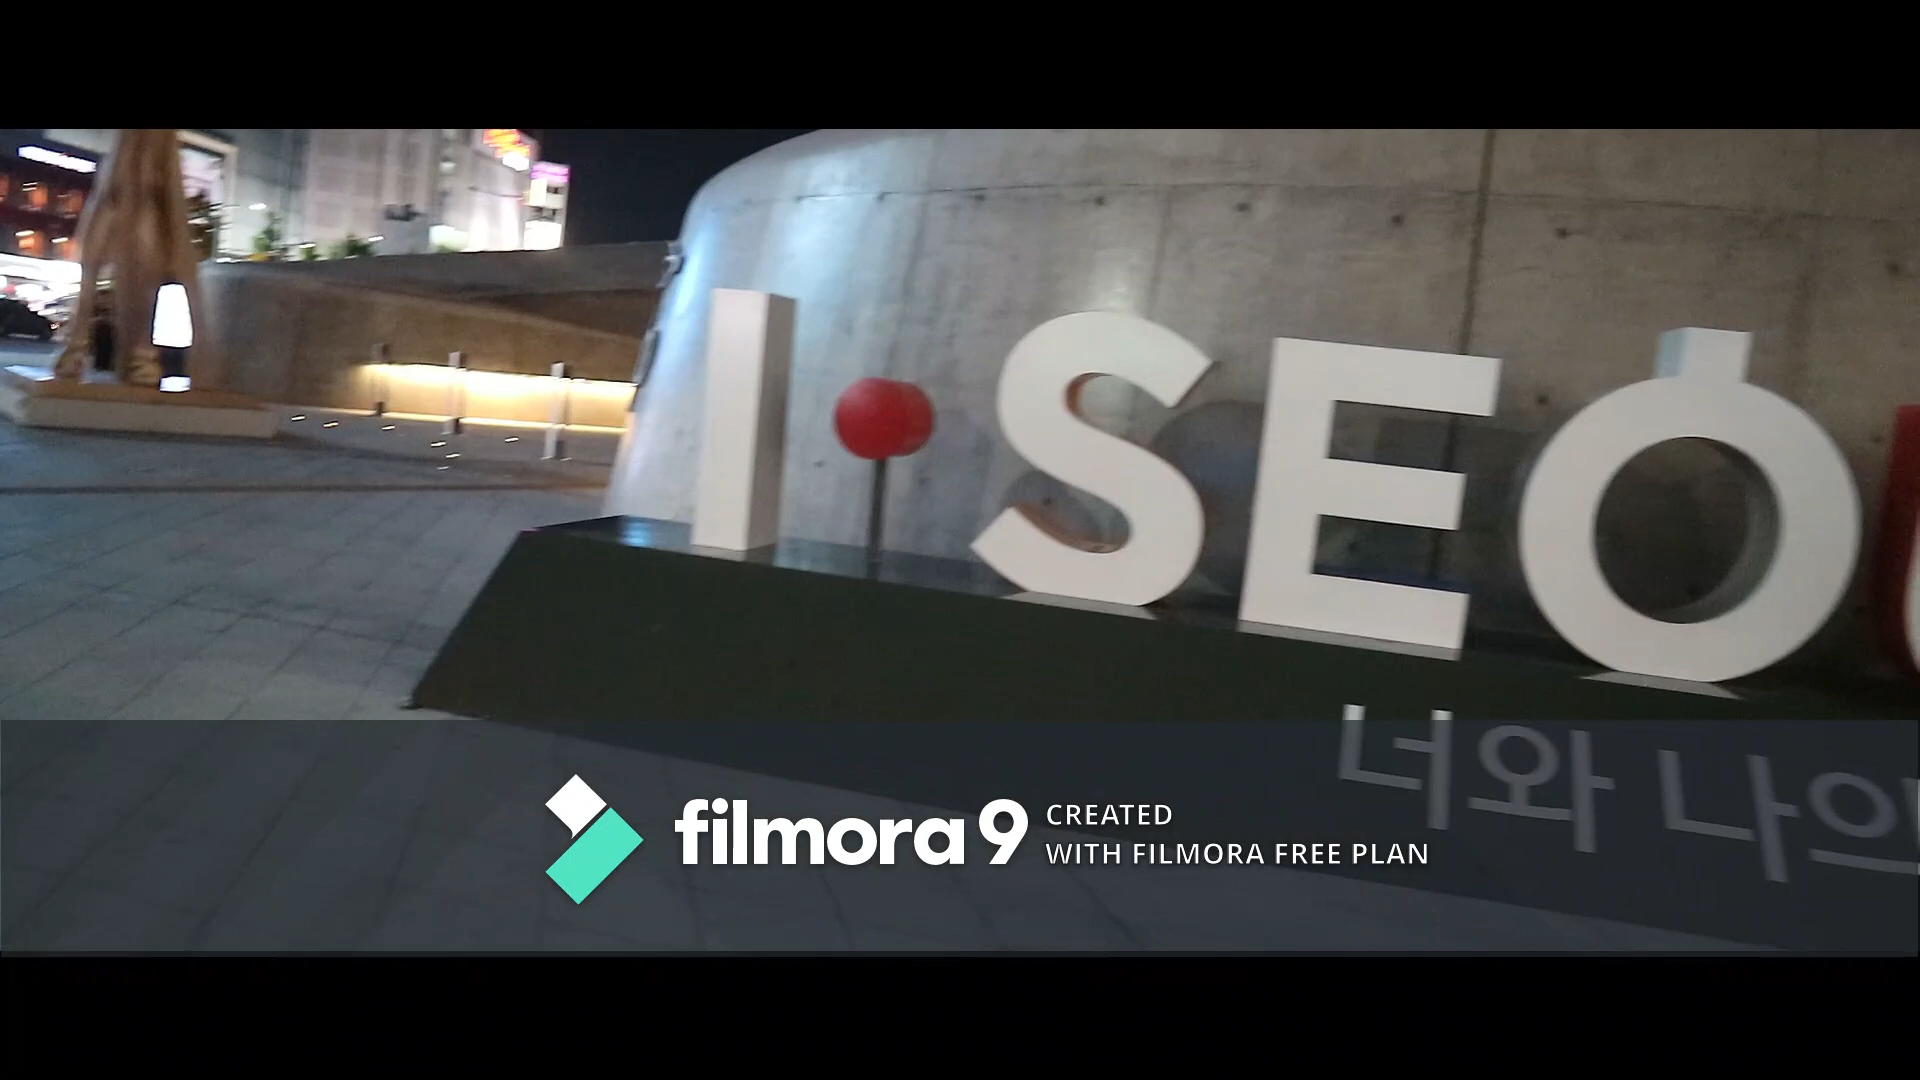 I·SEO
너와 나의
filmora9
CREATED
WITH FILMORA FREE PLAN